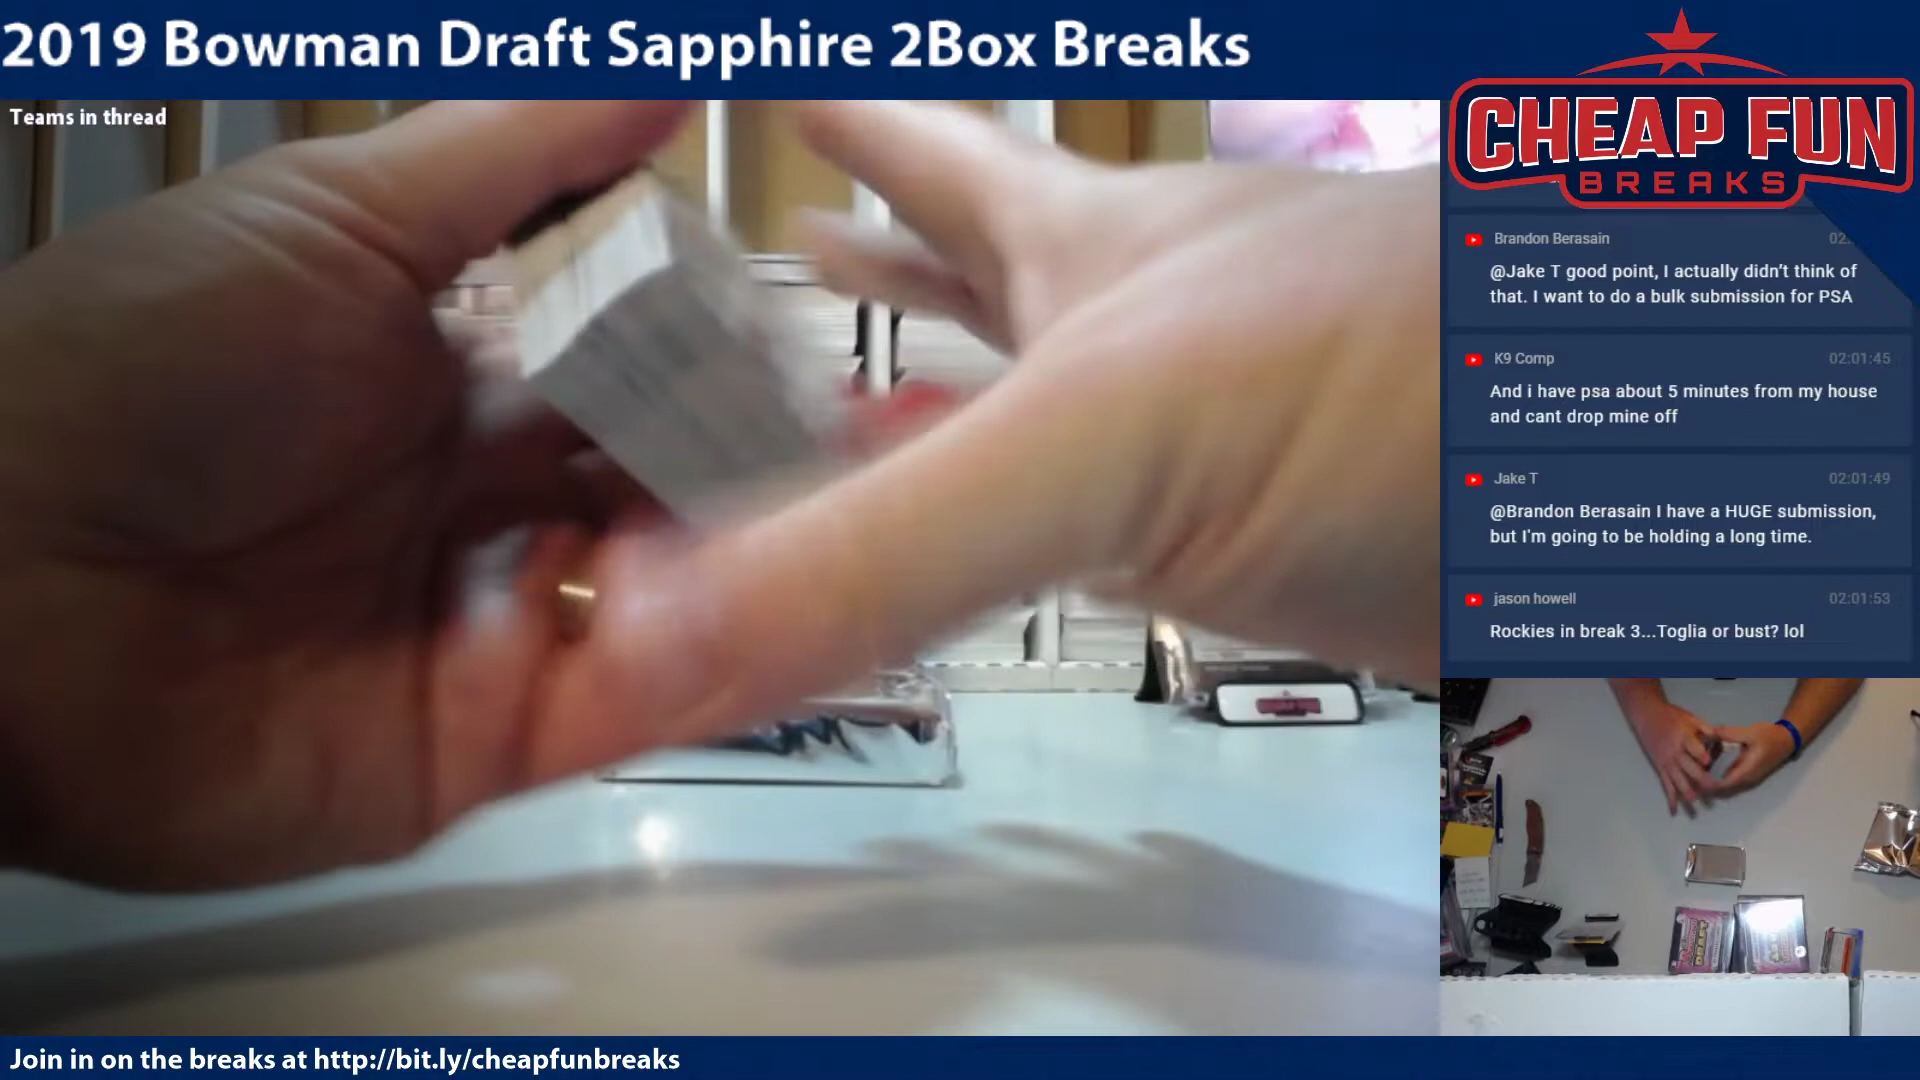 2019 Bowman Draft Sapphire 2Box Breaks
Teams in thread
CHEAP FUN
BREAKS
Brandon Berasain
02:
@Jake T good point, I actually didn't think of
that. I want to do a bulk submission for PSA
K9 Comp
02:01:45
And i have psa about 5 minutes from my house
and cant drop mine off
Jake T
02:01:49
@Brandon Berasain I have a HUGE submission,
but I'm going to be holding a long time.
jason howell
02:01:53
Rockies in break 3...Toglia or bust? lol
CHEAP FUN
DRAFT
Join in on the breaks at http://bit.ly/cheapfunbreaks